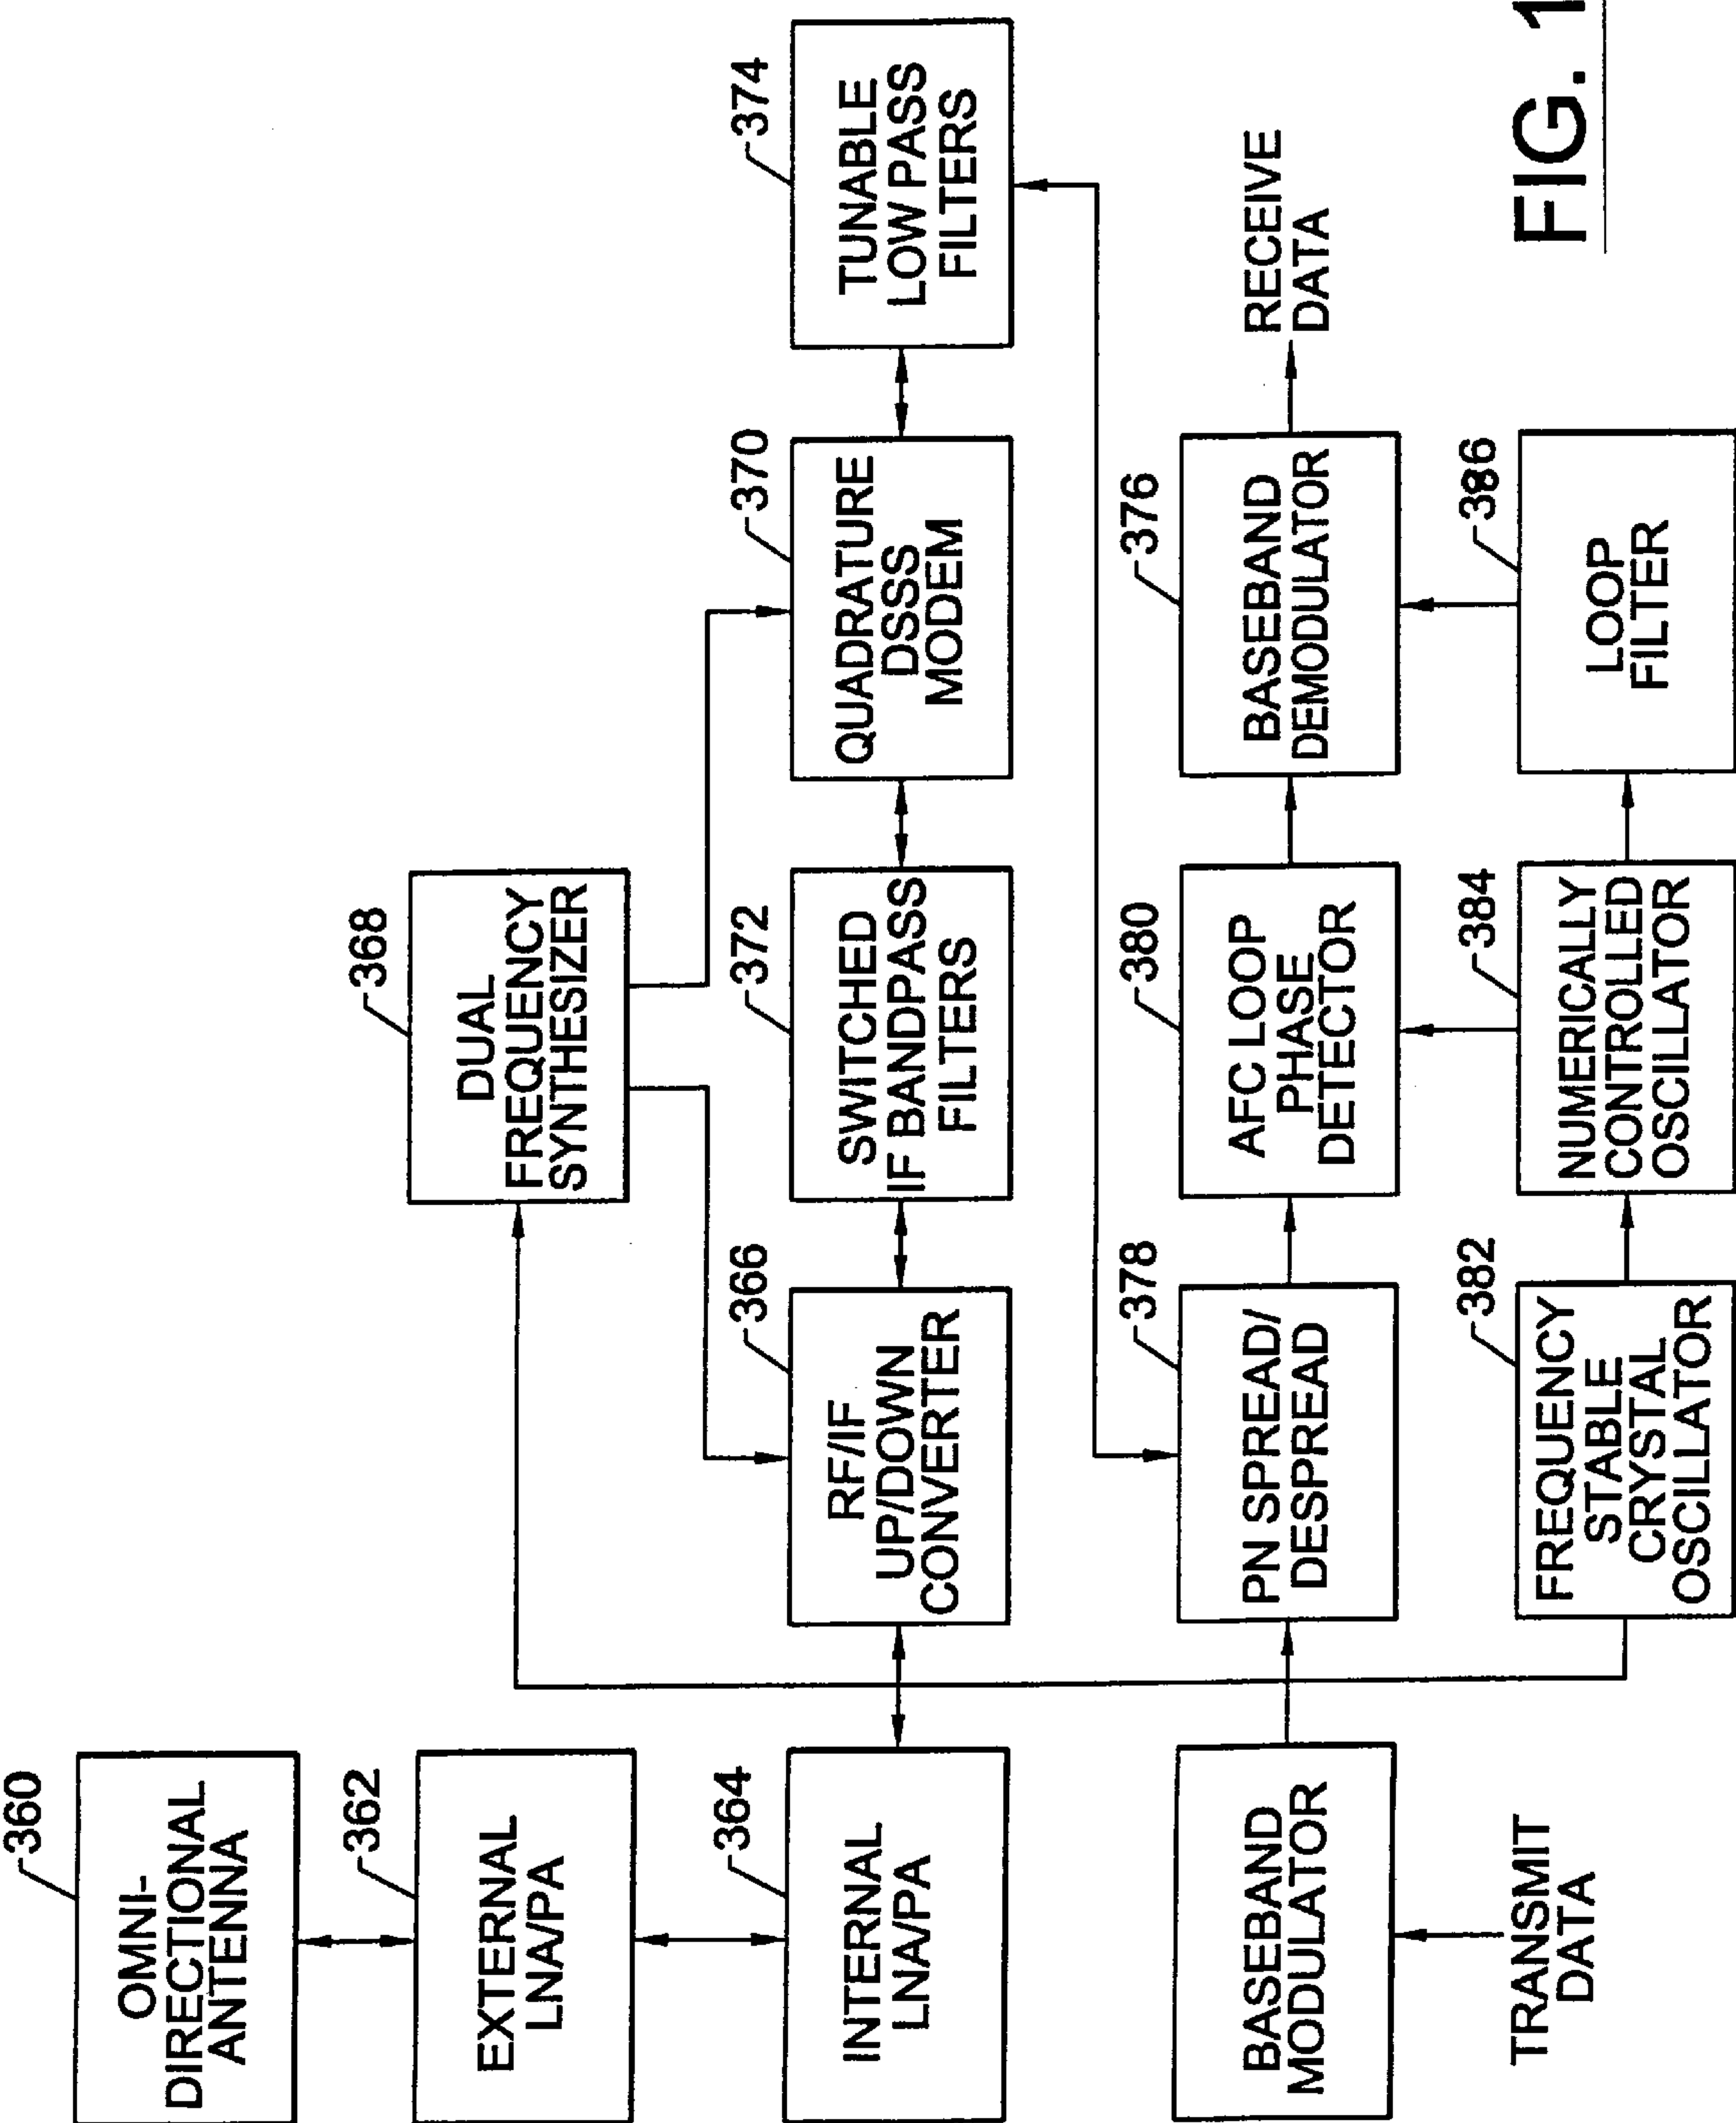 360
OMNI-
DIRECTIONAL
ANTENNA
362
EXTERNAL
LNA/PA
364
INTERNAL
LNA/PA
366
RF/IF
UP/DOWN
CONVERTER
368
DUAL
FREQUENCY
SYNTHESIZER
372
SWITCHED
IF BANDPASS
FILTERS
370
QUADRATURE
DSSS
MODEM
374
TUNABLE
LOW PASS
FILTERS
BASEBAND
MODULATOR
TRANSMIT
DATA
378
PN SPREAD/
DESPREAD
380
AFC LOOP
PHASE
DETECTOR
376
BASEBAND
DEMODULATOR
RECEIVE
DATA
382
FREQUENCY
STABLE
CRYSTAL
OSCILLATOR
384
NUMERICALLY
CONTROLLED
OSCILLATOR
386
LOOP
FILTER
FIG. 1